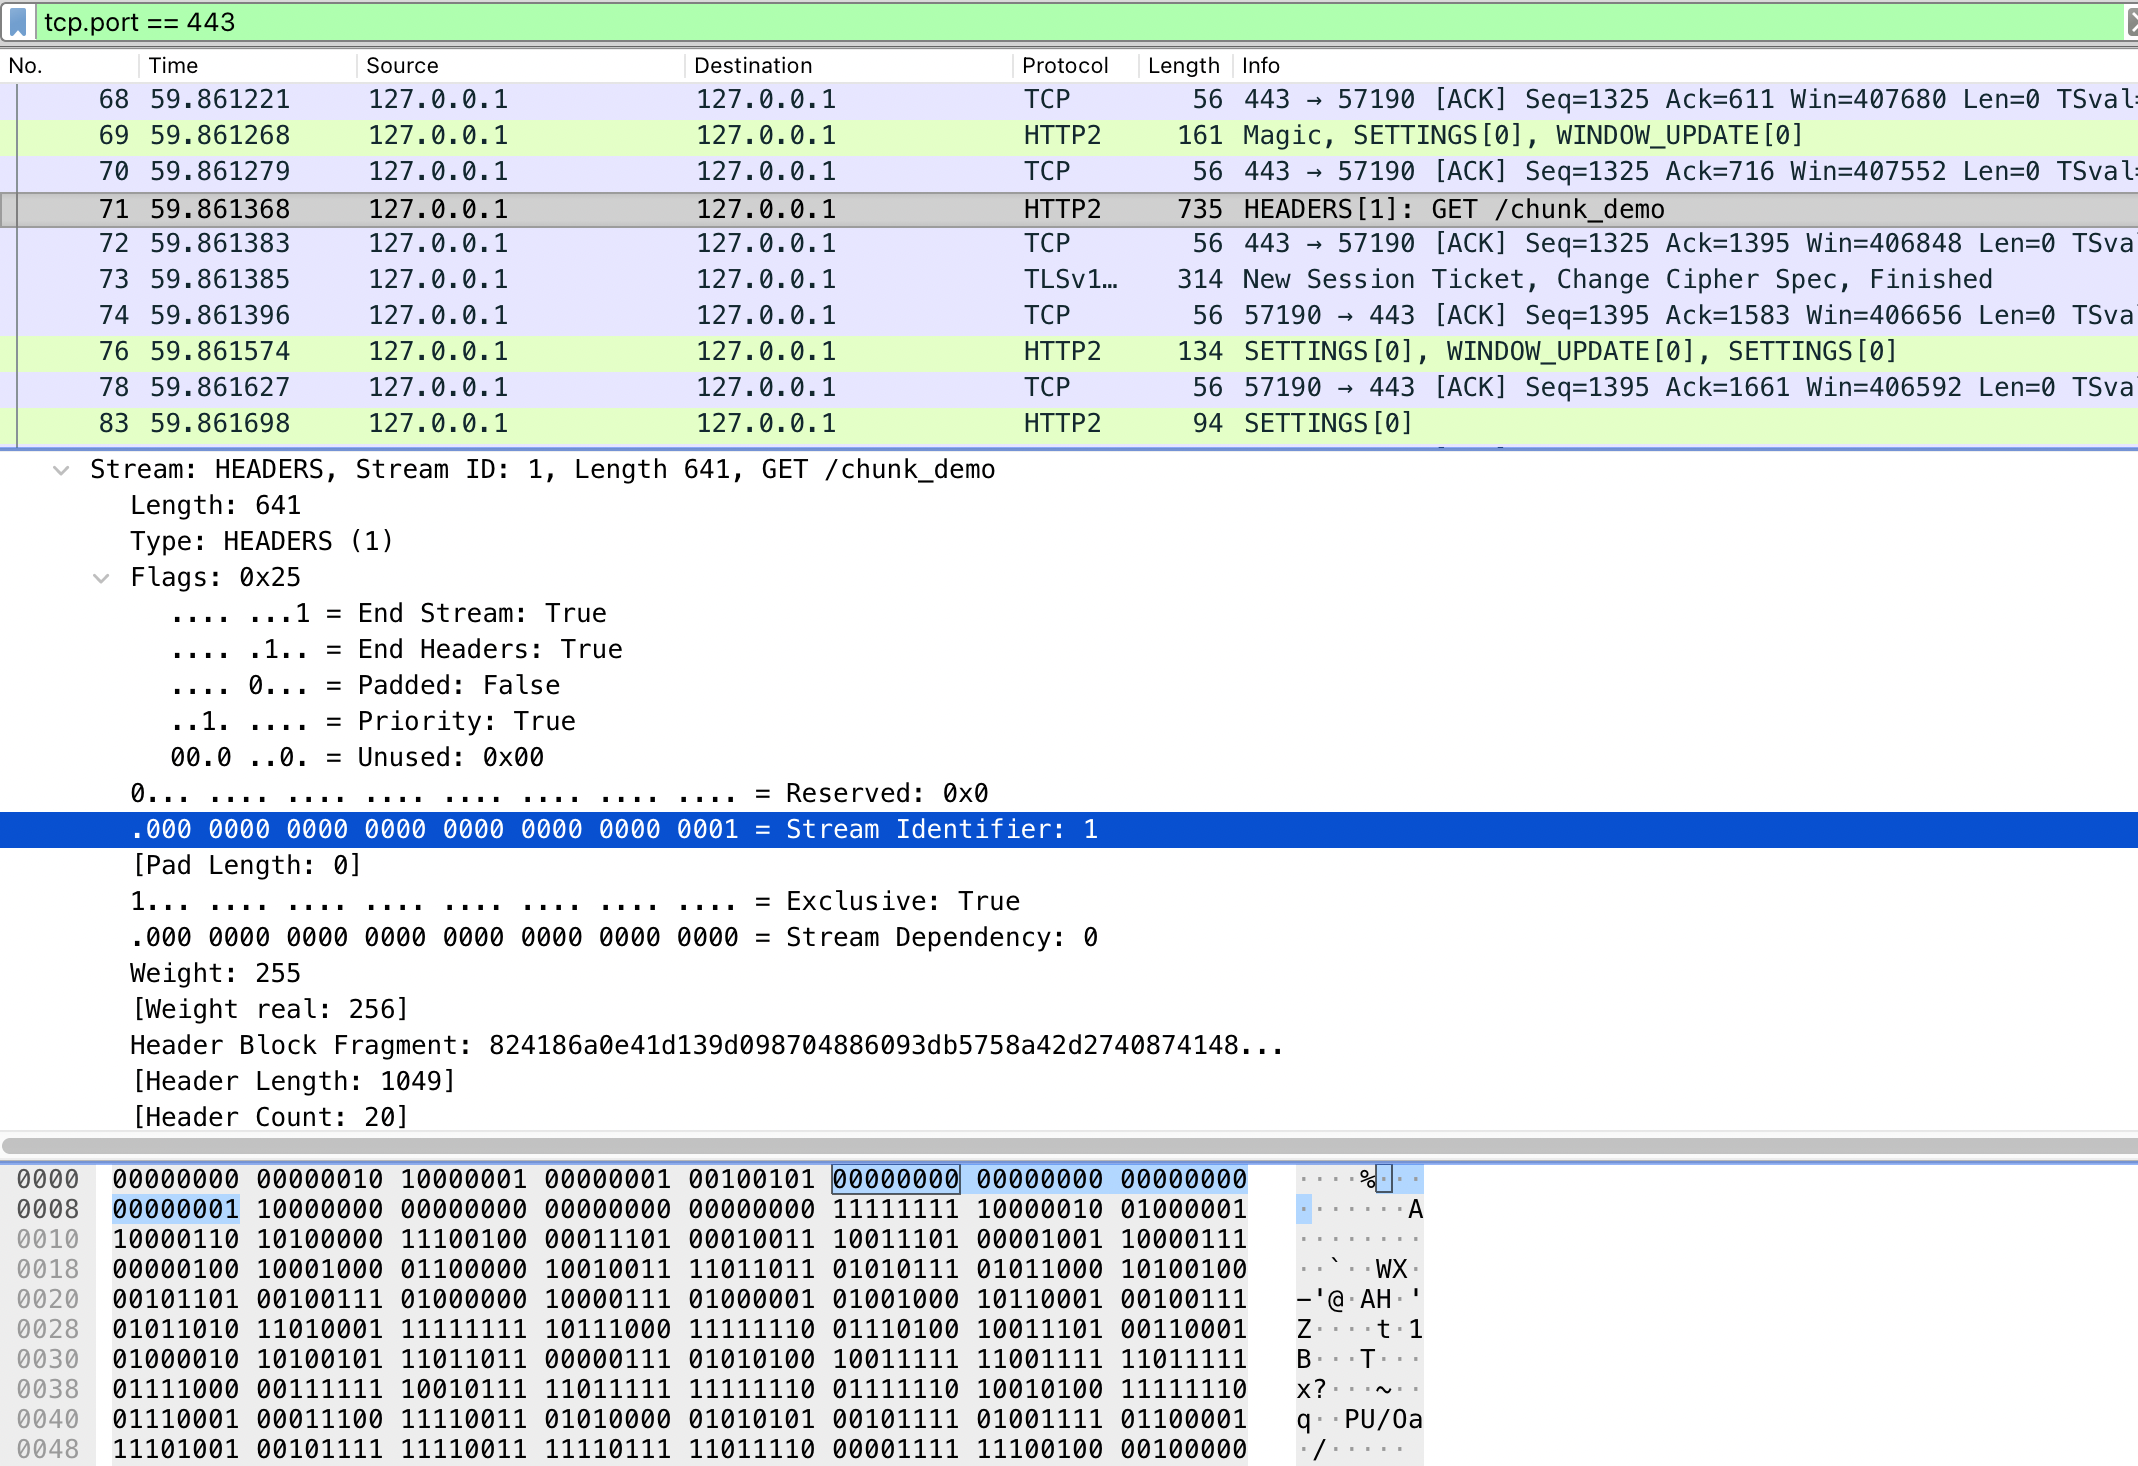 tcp.port == 443
No. Time Source Destination Protocol Length Info
68 59.861221 127.0.0.1 127.0.0.1 TCP 56 443 → 57190 [ACK] Seq=1325 Ack=611 Win=407680 Len=0 TSval=
69 59.861268 127.0.0.1 127.0.0.1 HTTP2 161 Magic, SETTINGS[0], WINDOW_UPDATE[0]
70 59.861279 127.0.0.1 127.0.0.1 TCP 56 443 → 57190 [ACK] Seq=1325 Ack=716 Win=407552 Len=0 TSval=
71 59.861368 127.0.0.1 127.0.0.1 HTTP2 735 HEADERS[1]: GET /chunk_demo
72 59.861383 127.0.0.1 127.0.0.1 TCP 56 443 → 57190 [ACK] Seq=1325 Ack=1395 Win=406848 Len=0 TSva
73 59.861385 127.0.0.1 127.0.0.1 TLSv1… 314 New Session Ticket, Change Cipher Spec, Finished
74 59.861396 127.0.0.1 127.0.0.1 TCP 56 57190 → 443 [ACK] Seq=1395 Ack=1583 Win=406656 Len=0 TSva
76 59.861574 127.0.0.1 127.0.0.1 HTTP2 134 SETTINGS[0], WINDOW_UPDATE[0], SETTINGS[0]
78 59.861627 127.0.0.1 127.0.0.1 TCP 56 57190 → 443 [ACK] Seq=1395 Ack=1661 Win=406592 Len=0 TSva
83 59.861698 127.0.0.1 127.0.0.1 HTTP2 94 SETTINGS[0]
Stream: HEADERS, Stream ID: 1, Length 641, GET /chunk_demo
Length: 641
Type: HEADERS (1)
Flags: 0x25
.... ...1 = End Stream: True
.... .1.. = End Headers: True
.... 0... = Padded: False
..1. .... = Priority: True
00.0 ..0. = Unused: 0x00
0... .... .... .... .... .... .... .... = Reserved: 0x0
.000 0000 0000 0000 0000 0000 0000 0001 = Stream Identifier: 1
[Pad Length: 0]
1... .... .... .... .... .... .... .... = Exclusive: True
.000 0000 0000 0000 0000 0000 0000 0000 = Stream Dependency: 0
Weight: 255
[Weight real: 256]
Header Block Fragment: 824186a0e41d139d098704886093db5758a42d2740874148...
[Header Length: 1049]
[Header Count: 20]
0000 00000000 00000010 10000001 00000001 00100101 00000000 00000000 00000000 ····%···
0008 00000001 10000000 00000000 00000000 00000000 11111111 10000010 01000001 ·······A
0010 10000110 10100000 11100100 00011101 00010011 10011101 00001001 10000111 ········
0018 00000100 10001000 01100000 10010011 11011011 01010111 01011000 10100100 ··`··WX·
0020 00101101 00100111 01000000 10000111 01000001 01001000 10110001 00100111 -'@·AH·'
0028 01011010 11010001 11111111 10111000 11111110 01110100 10011101 00110001 Z····t·1
0030 01000010 10100101 11011011 00000111 01010100 10011111 11001111 11011111 B···T···
0038 01111000 00111111 10010111 11011111 11111110 01111110 10010100 11111110 x?···~··
0040 01110001 00011100 11110011 01010000 01010101 00101111 01001111 01100001 q··PU/Oa
0048 11101001 00101111 11110011 11110111 11011110 00001111 11100100 00100000 ·/·····